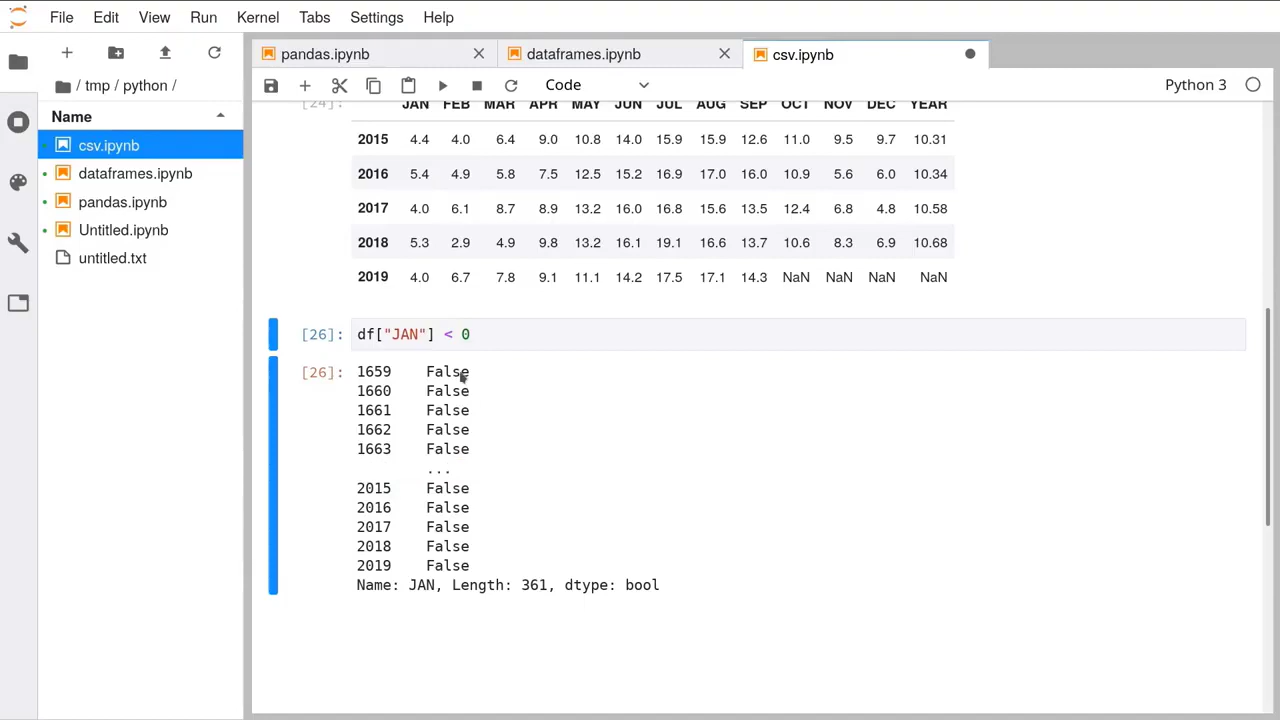 File Edit View Run Kernel Tabs Settings Help
pandas.ipynb dataframes.ipynb csv.ipynb
Code Python 3
/ tmp / python /
Name
csv.ipynb
dataframes.ipynb
pandas.ipynb
Untitled.ipynb
untitled.txt
[24]: JAN FEB MAR APR MAY JUN JUL AUG SEP OCT NOV DEC YEAR
2015 4.4 4.0 6.4 9.0 10.8 14.0 15.9 15.9 12.6 11.0 9.5 9.7 10.31
2016 5.4 4.9 5.8 7.5 12.5 15.2 16.9 17.0 16.0 10.9 5.6 6.0 10.34
2017 4.0 6.1 8.7 8.9 13.2 16.0 16.8 15.6 13.5 12.4 6.8 4.8 10.58
2018 5.3 2.9 4.9 9.8 13.2 16.1 19.1 16.6 13.7 10.6 8.3 6.9 10.68
2019 4.0 6.7 7.8 9.1 11.1 14.2 17.5 17.1 14.3 NaN NaN NaN NaN
[26]: df["JAN"] < 0
[26]: 1659 False
1660 False
1661 False
1662 False
1663 False
...
2015 False
2016 False
2017 False
2018 False
2019 False
Name: JAN, Length: 361, dtype: bool